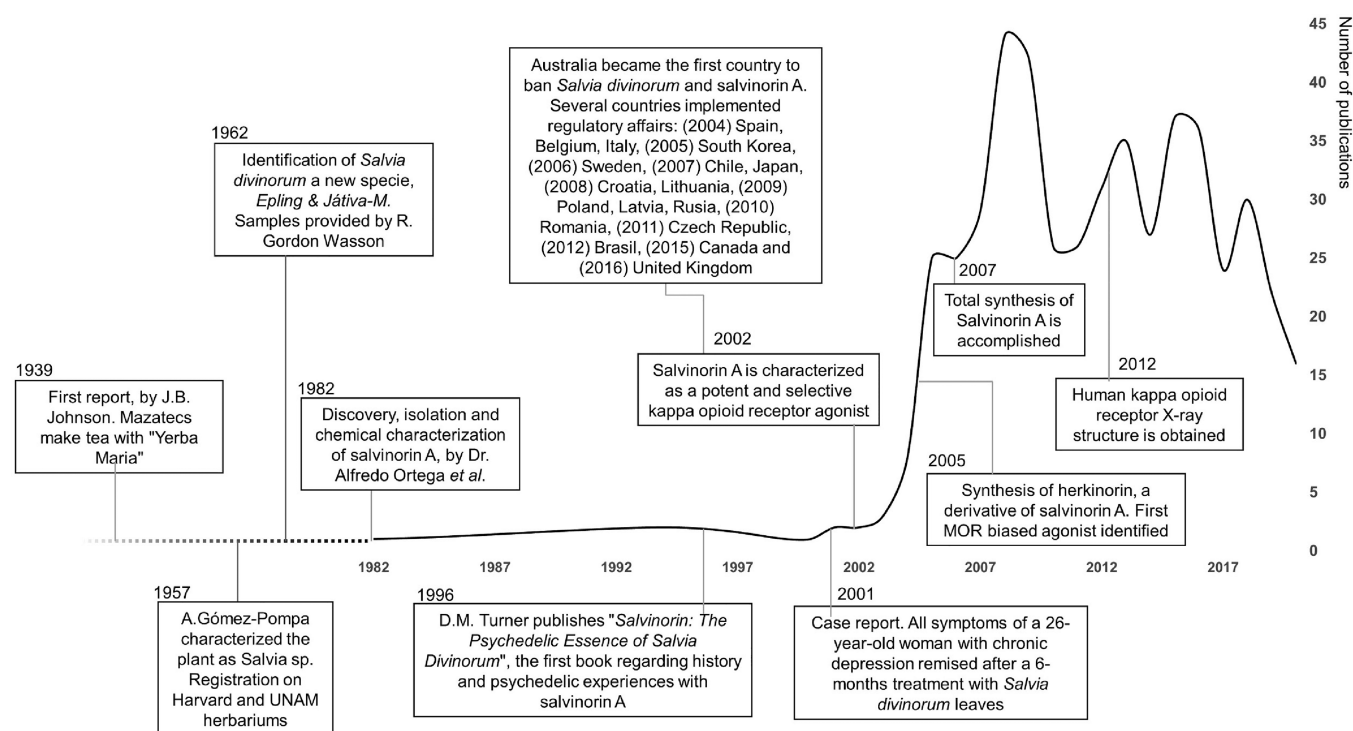 1939
First report, by J.B.
Johnson. Mazatecs
make tea with "Yerba
Maria"
1957
A.Gómez-Pompa
characterized the
plant as Salvia sp.
Registration on
Harvard and UNAM
herbariums
1962
Identification of Salvia
divinorum a new specie,
Epling & Játiva-M.
Samples provided by R.
Gordon Wasson
1982
Discovery, isolation and
chemical characterization
of salvinorin A, by Dr.
Alfredo Ortega et al.
1996
D.M. Turner publishes "Salvinorin: The
Psychedelic Essence of Salvia
Divinorum", the first book regarding history
and psychedelic experiences with
salvinorin A
Australia became the first country to
ban Salvia divinorum and salvinorin A.
Several countries implemented
regulatory affairs: (2004) Spain,
Belgium, Italy, (2005) South Korea,
(2006) Sweden, (2007) Chile, Japan,
(2008) Croatia, Lithuania, (2009)
Poland, Latvia, Rusia, (2010)
Romania, (2011) Czech Republic,
(2012) Brasil, (2015) Canada and
(2016) United Kingdom
2002
Salvinorin A is characterized
as a potent and selective
kappa opioid receptor agonist
2001
Case report. All symptoms of a 26-
year-old woman with chronic
depression remised after a 6-
months treatment with Salvia
divinorum leaves
2007
Total synthesis of
Salvinorin A is
accomplished
2005
Synthesis of herkinorin, a
derivative of salvinorin A. First
MOR biased agonist identified
2012
Human kappa opioid
receptor X-ray
structure is obtained
1982 1987 1992 1997 2002 2007 2012 2017
45
40
35
30
25
20
15
10
5
0
Number of publications